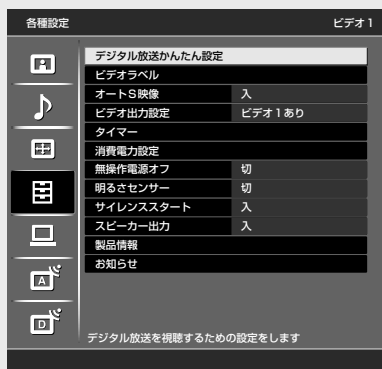 各種設定 ビデオ1
デジタル放送かんたん設定
ビデオラベル
オートS映像 入
ビデオ出力設定 ビデオ1あり
タイマー
消費電力設定
無操作電源オフ 切
明るさセンサー 切
サイレンススタート 入
スピーカー出力 入
製品情報
お知らせ
A
D
デジタル放送を視聴するための設定をします